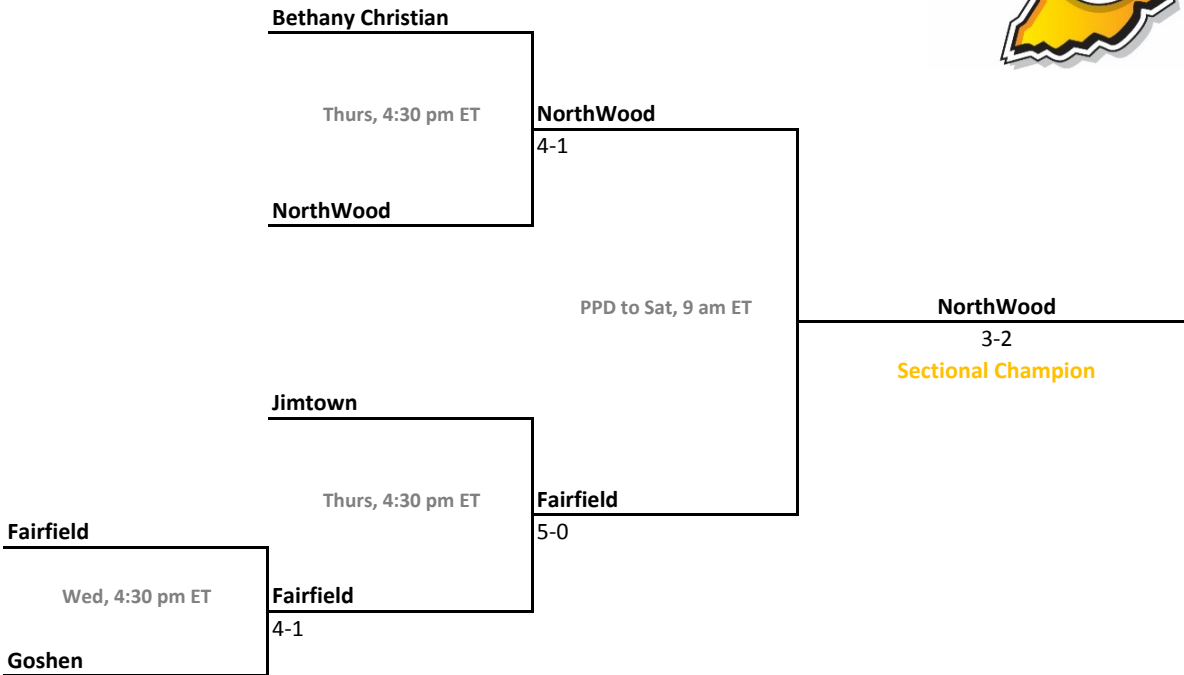 Bethany Christian
Thurs, 4:30 pm ET
NorthWood
4-1
NorthWood
PPD to Sat, 9 am ET
NorthWood
3-2
Sectional Champion
Jimtown
Thurs, 4:30 pm ET
Fairfield
5-0
Fairfield
Wed, 4:30 pm ET
Fairfield
4-1
Goshen